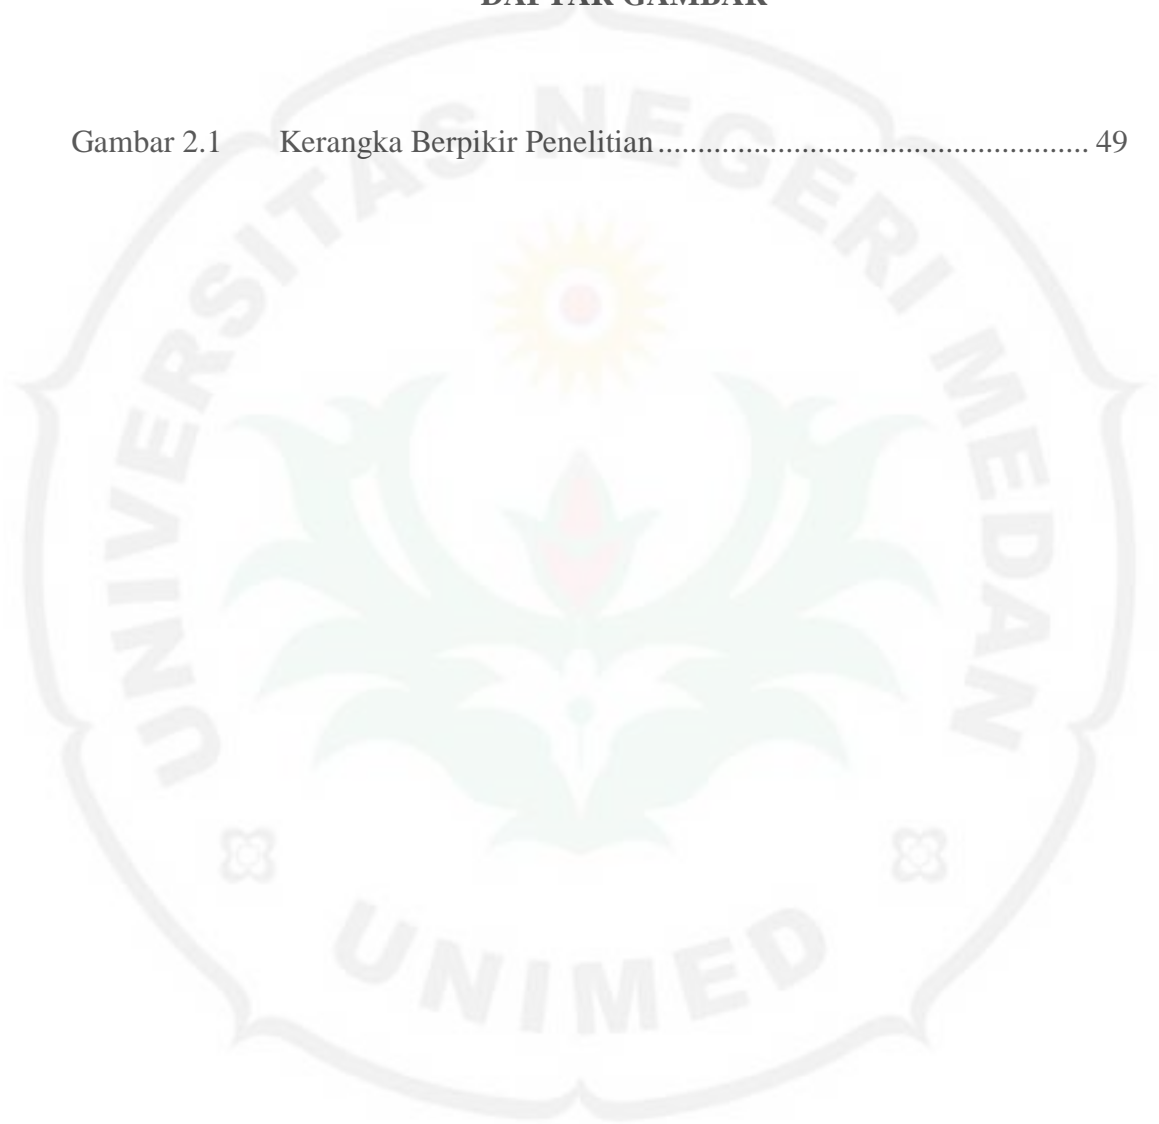 DAFTAR GAMBAR
Gambar 2.1 Kerangka Berpikir Penelitian ...................................................... 49
UNIVERSITAS NEGERI MEDAN
UNIMED